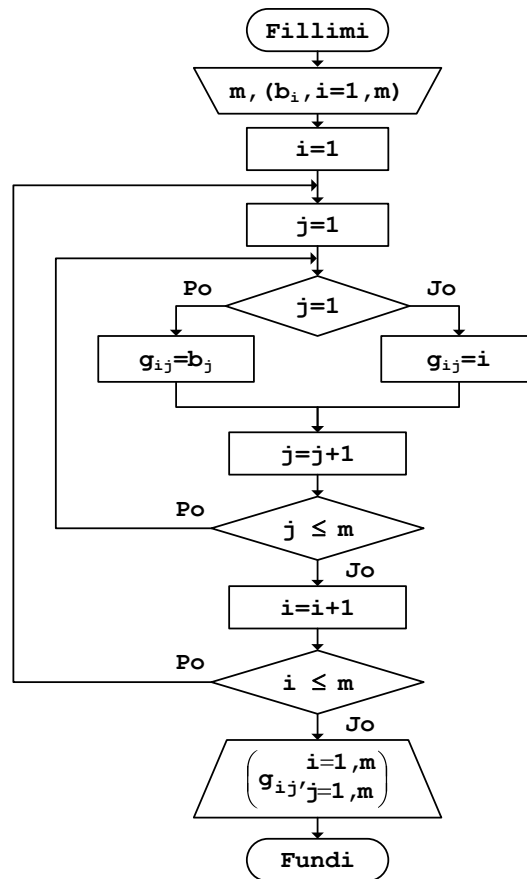 Fillimi
m,(bᵢ,i=1,m)
i=1
j=1
Po
j=1
Jo
gᵢⱼ=bⱼ
gᵢⱼ=i
j=j+1
Po
j ≤ m
Jo
i=i+1
Po
i ≤ m
Jo
i=1,m
gᵢⱼ,
j=1,m
Fundi